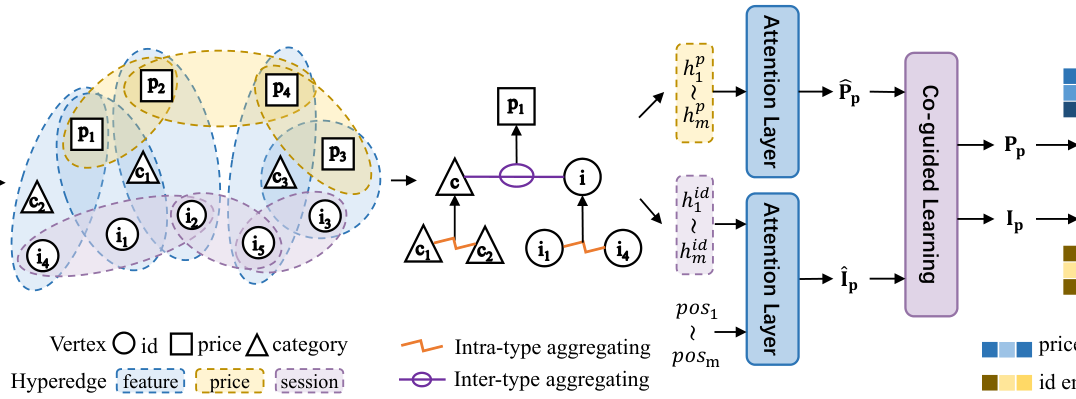 p₂
p₄
p₁
p₃
c₁
c₃
c₂
i₂
i₃
i₁
i₅
i₄
p₁
c
i
c₁
c₂
i₁
i₄
h₁ᵖ
~
hₘᵖ
h₁ⁱᵈ
~
hₘⁱᵈ
pos₁
~
posₘ
Attention Layer
Attention Layer
P̂ₚ
Îₚ
Co-guided Learning
Pₚ
Iₚ
Vertex id price category
Hyperedge feature price session
Intra-type aggregating
Inter-type aggregating
price
id